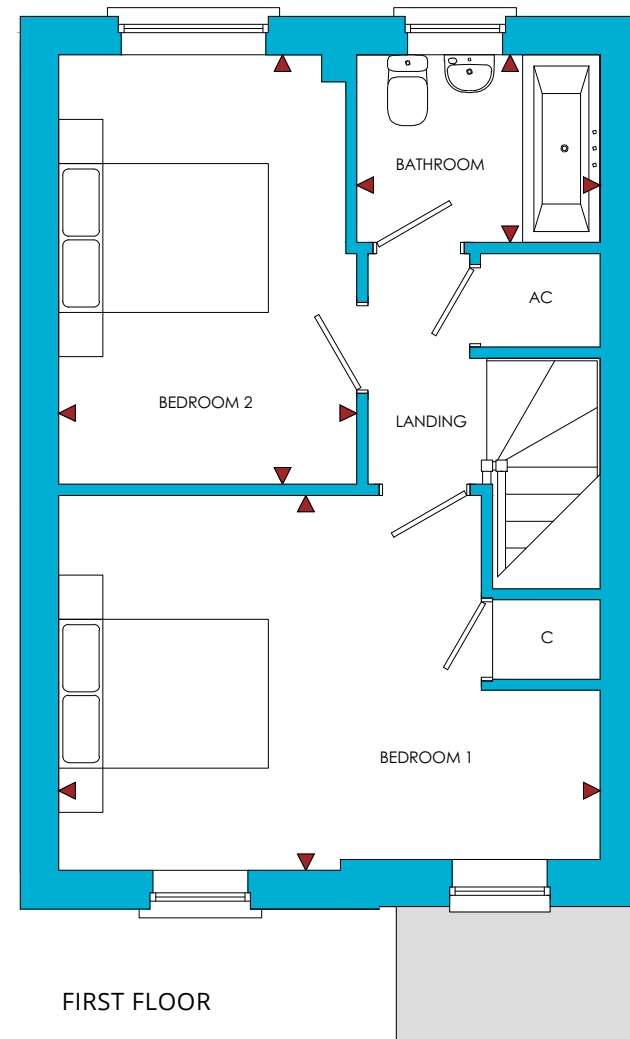 BATHROOM
AC
BEDROOM 2
LANDING
C
BEDROOM 1
FIRST FLOOR